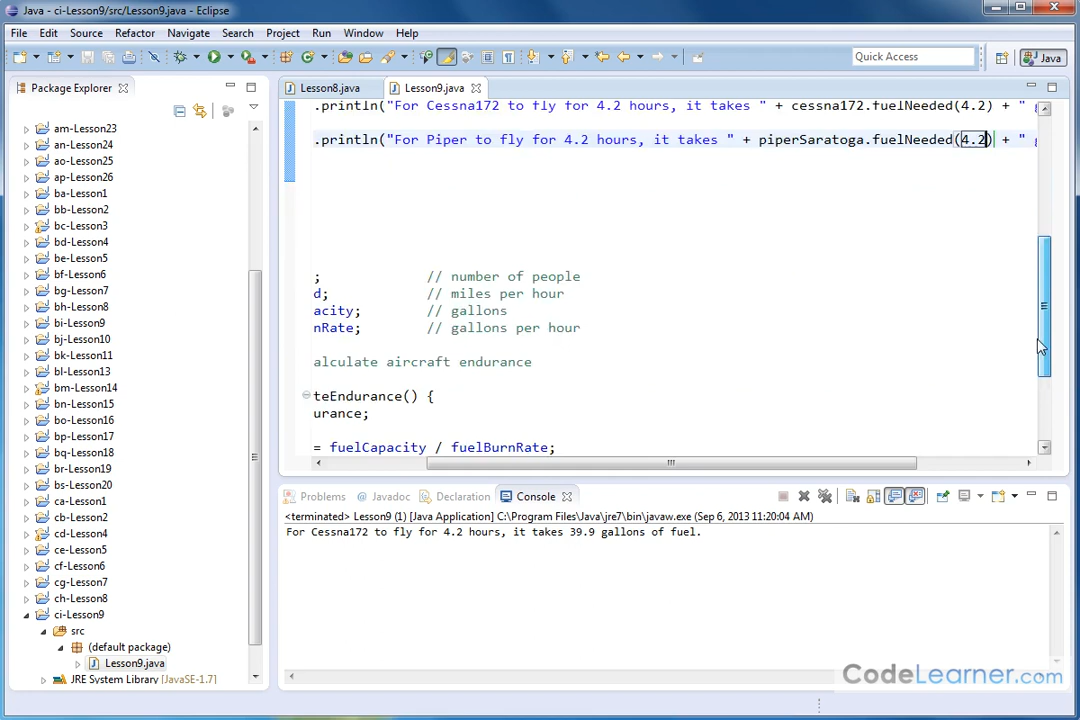 Java - ci-Lesson9/src/Lesson9.java - Eclipse
File Edit Source Refactor Navigate Search Project Run Window Help
Quick Access
Java
Package Explorer
Lesson8.java
Lesson9.java
am-Lesson23
an-Lesson24
ao-Lesson25
ap-Lesson26
ba-Lesson1
bb-Lesson2
bc-Lesson3
bd-Lesson4
be-Lesson5
bf-Lesson6
bg-Lesson7
bh-Lesson8
bi-Lesson9
bj-Lesson10
bk-Lesson11
bl-Lesson13
bm-Lesson14
bn-Lesson15
bo-Lesson16
bp-Lesson17
bq-Lesson18
br-Lesson19
bs-Lesson20
ca-Lesson1
cb-Lesson2
cd-Lesson4
ce-Lesson5
cf-Lesson6
cg-Lesson7
ch-Lesson8
ci-Lesson9
src
(default package)
Lesson9.java
JRE System Library [JavaSE-1.7]
.println("For Cessna172 to fly for 4.2 hours, it takes " + cessna172.fuelNeeded(4.2) + " g
.println("For Piper to fly for 4.2 hours, it takes " + piperSaratoga.fuelNeeded(4.2) + " g
; // number of people
d; // miles per hour
acity; // gallons
nRate; // gallons per hour
alculate aircraft endurance
teEndurance() {
urance;
= fuelCapacity / fuelBurnRate;
Problems @ Javadoc Declaration Console
<terminated> Lesson9 (1) [Java Application] C:\Program Files\Java\jre7\bin\javaw.exe (Sep 6, 2013 11:20:04 AM)
For Cessna172 to fly for 4.2 hours, it takes 39.9 gallons of fuel.
CodeLearner.com